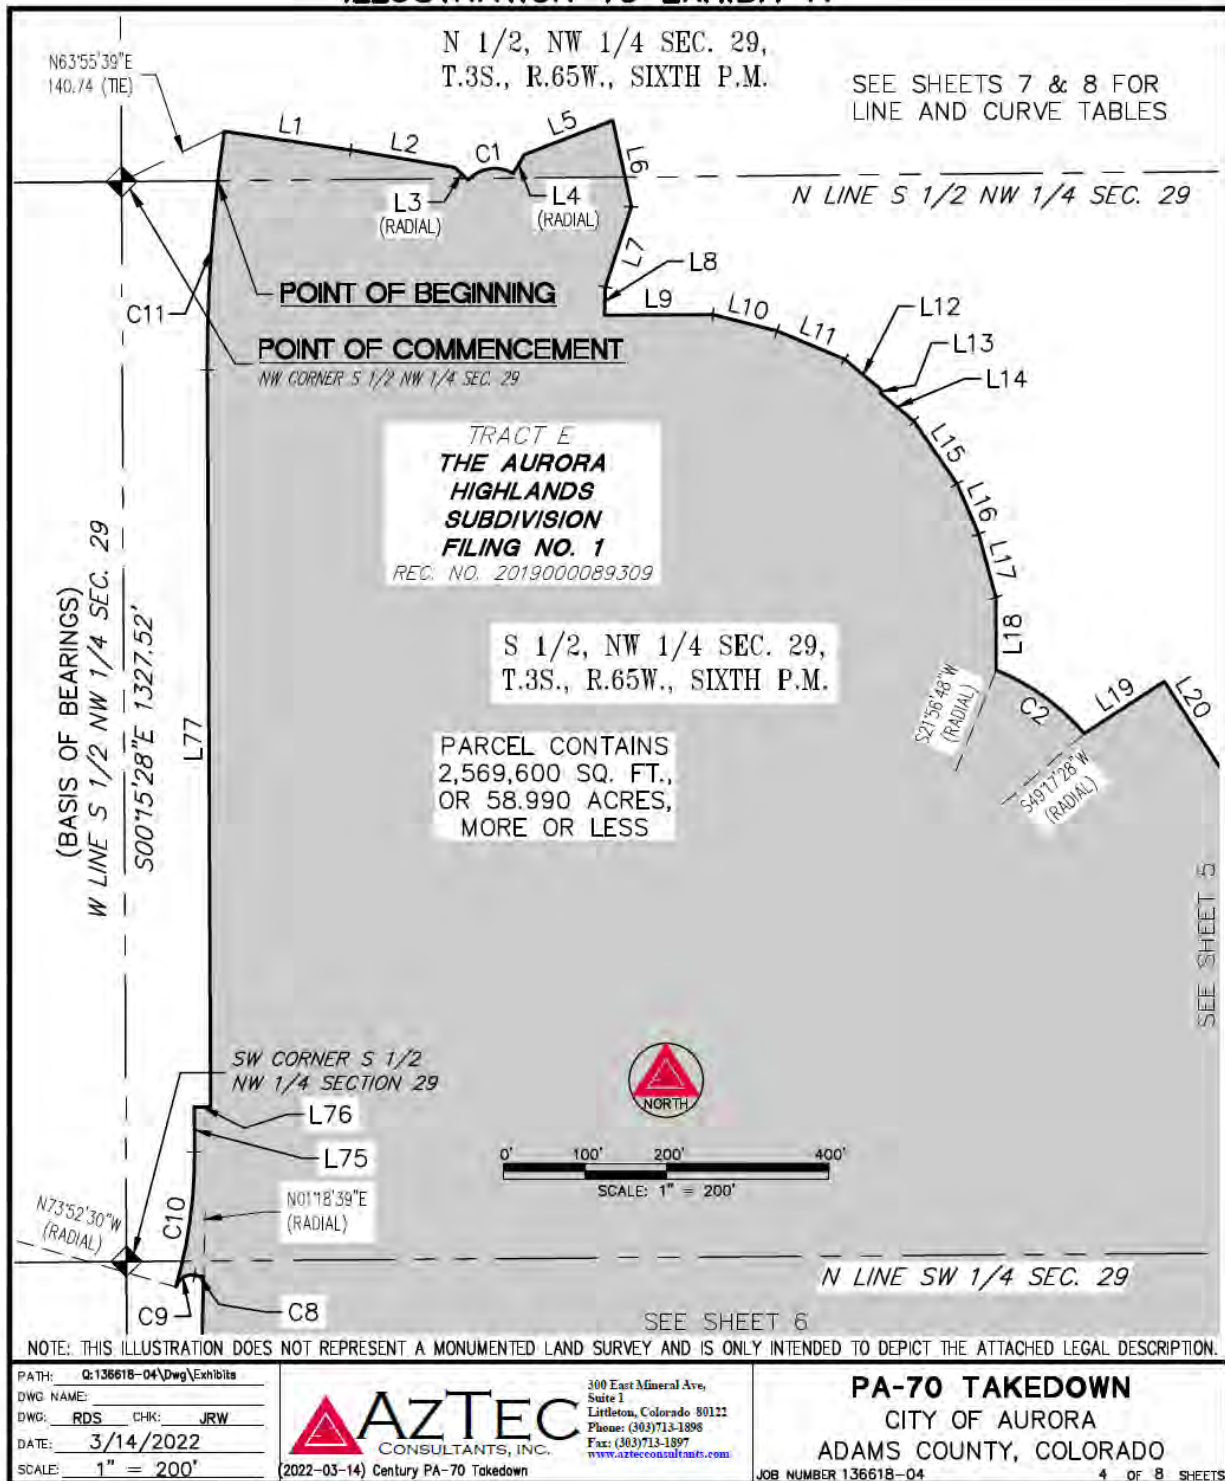 N 1/2, NW 1/4 SEC. 29,
T.3S., R.65W., SIXTH P.M.
SEE SHEETS 7 & 8 FOR
LINE AND CURVE TABLES
N63°55'39"E
140.74 (TIE)
L1
L2
C1
L5
L6
L3
(RADIAL)
L4
(RADIAL)
N LINE S 1/2 NW 1/4 SEC. 29
L7
L8
L9
L10
L11
L12
L13
L14
C11
POINT OF BEGINNING
POINT OF COMMENCEMENT
NW CORNER S 1/2 NW 1/4 SEC. 29
TRACT E
THE AURORA
HIGHLANDS
SUBDIVISION
FILING NO. 1
REC. NO. 2019000089309
L15
L16
L17
L18
(BASIS OF BEARINGS)
W LINE S 1/2 NW 1/4 SEC. 29
S00°15'28"E 1327.52'
L77
S 1/2, NW 1/4 SEC. 29,
T.3S., R.65W., SIXTH P.M.
S21°56'48"W
(RADIAL)
C2
L19
L20
S49°17'28"W
(RADIAL)
PARCEL CONTAINS
2,569,600 SQ. FT.,
OR 58.990 ACRES,
MORE OR LESS
SEE SHEET 5
SW CORNER S 1/2
NW 1/4 SECTION 29
L76
L75
NORTH
0' 100' 200' 400'
SCALE: 1" = 200'
N73°52'30"W
(RADIAL)
C10
N01°18'39"E
(RADIAL)
N LINE SW 1/4 SEC. 29
C9
C8
SEE SHEET 6
NOTE: THIS ILLUSTRATION DOES NOT REPRESENT A MONUMENTED LAND SURVEY AND IS ONLY INTENDED TO DEPICT THE ATTACHED LEGAL DESCRIPTION.
PATH: Q:136618-04\Dwg\Exhibits
DWG NAME:
DWG: RDS CHK: JRW
DATE: 3/14/2022
SCALE: 1" = 200'
AZTEC
CONSULTANTS, INC.
300 East Mineral Ave,
Suite 1
Littleton, Colorado 80122
Phone: (303)713-1898
Fax: (303)713-1897
www.aztecconsultants.com
(2022-03-14) Century PA-70 Takedown
PA-70 TAKEDOWN
CITY OF AURORA
ADAMS COUNTY, COLORADO
JOB NUMBER 136618-04 4 OF 8 SHEETS